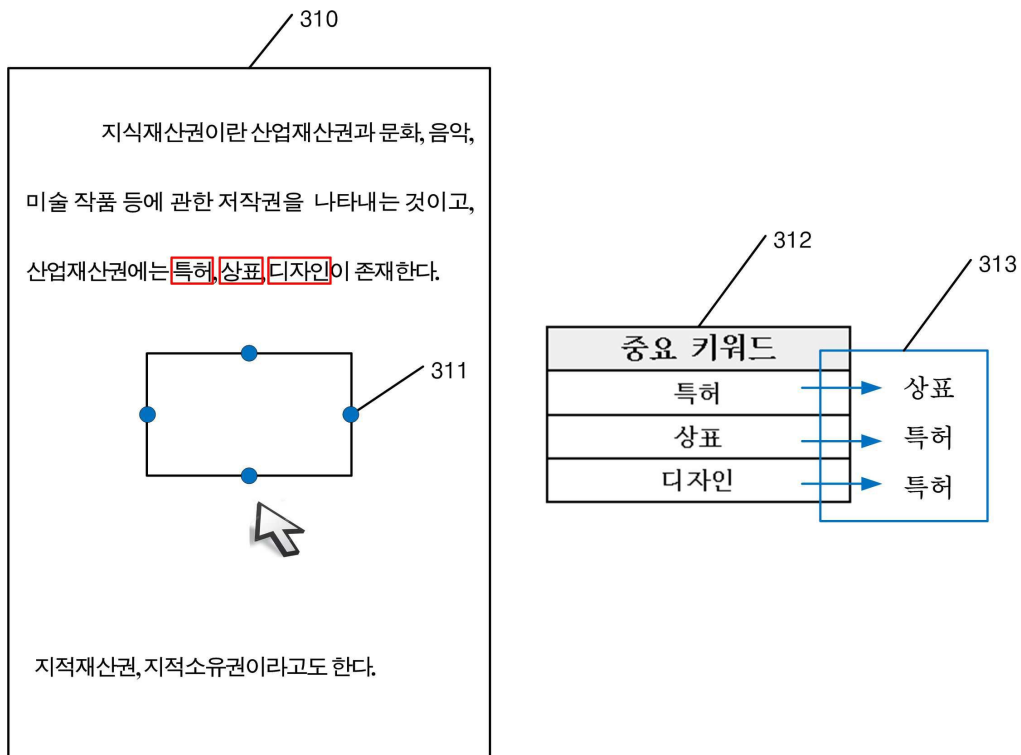 310
지식재산권이란 산업재산권과 문화, 음악,
미술 작품 등에 관한 저작권을 나타내는 것이고,
산업재산권에는 특허, 상표, 디자인이 존재한다.
311
지적재산권, 지적소유권이라고도 한다.
312
313
중요 키워드
특허 상표
상표 특허
디자인 특허